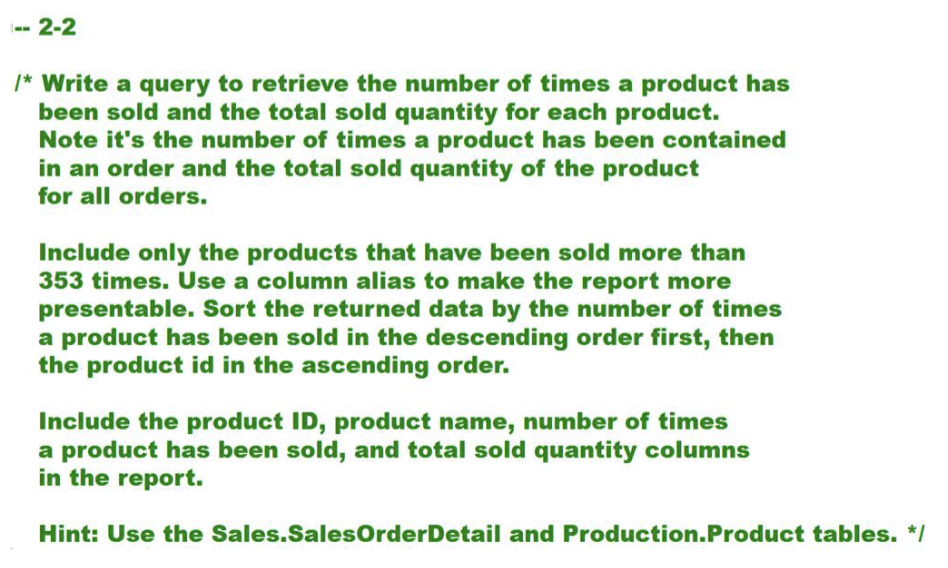 -- 2-2
/* Write a query to retrieve the number of times a product has
been sold and the total sold quantity for each product.
Note it's the number of times a product has been contained
in an order and the total sold quantity of the product
for all orders.
Include only the products that have been sold more than
353 times. Use a column alias to make the report more
presentable. Sort the returned data by the number of times
a product has been sold in the descending order first, then
the product id in the ascending order.
Include the product ID, product name, number of times
a product has been sold, and total sold quantity columns
in the report.
Hint: Use the Sales.SalesOrderDetail and Production.Product tables. */